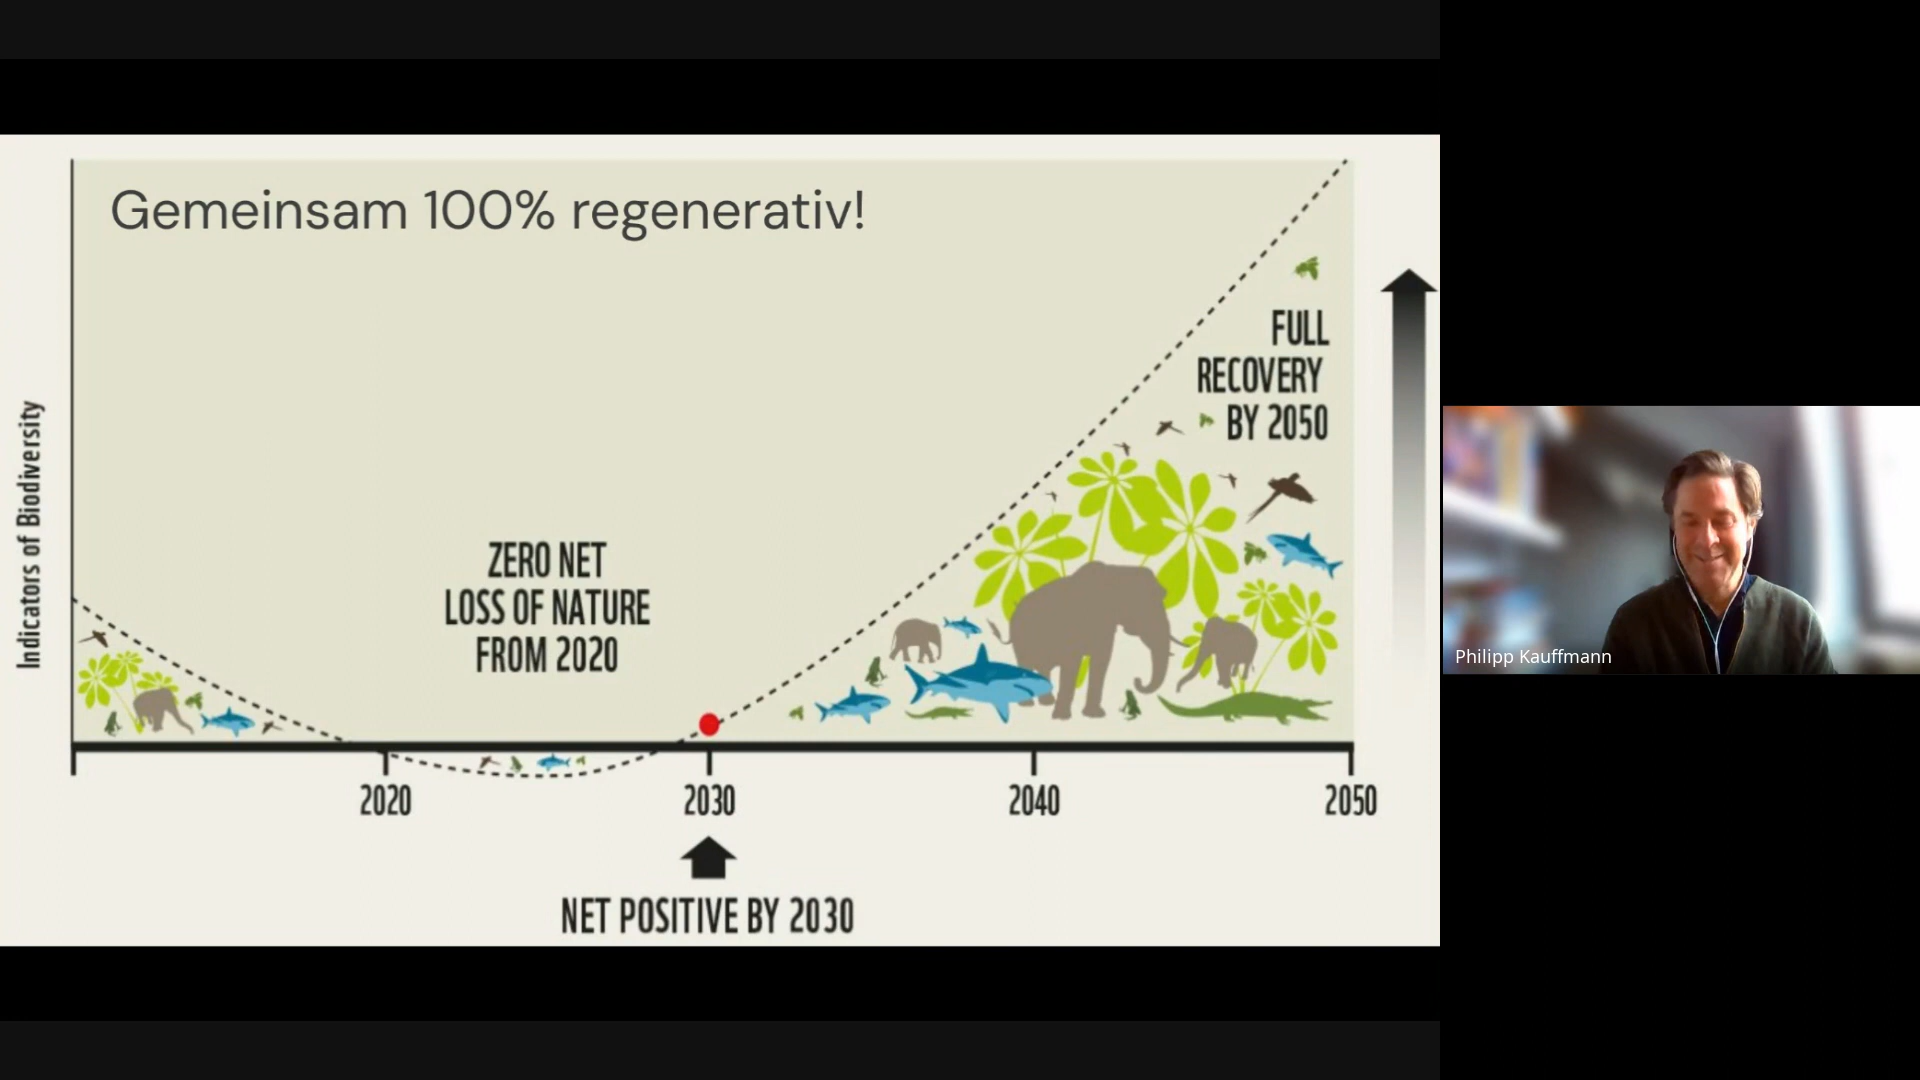 Gemeinsam 100% regenerativ!
Indicators of Biodiversity
FULL
RECOVERY
BY 2050
ZERO NET
LOSS OF NATURE
FROM 2020
2020
2030
2040
2050
NET POSITIVE BY 2030
Philipp Kauffmann